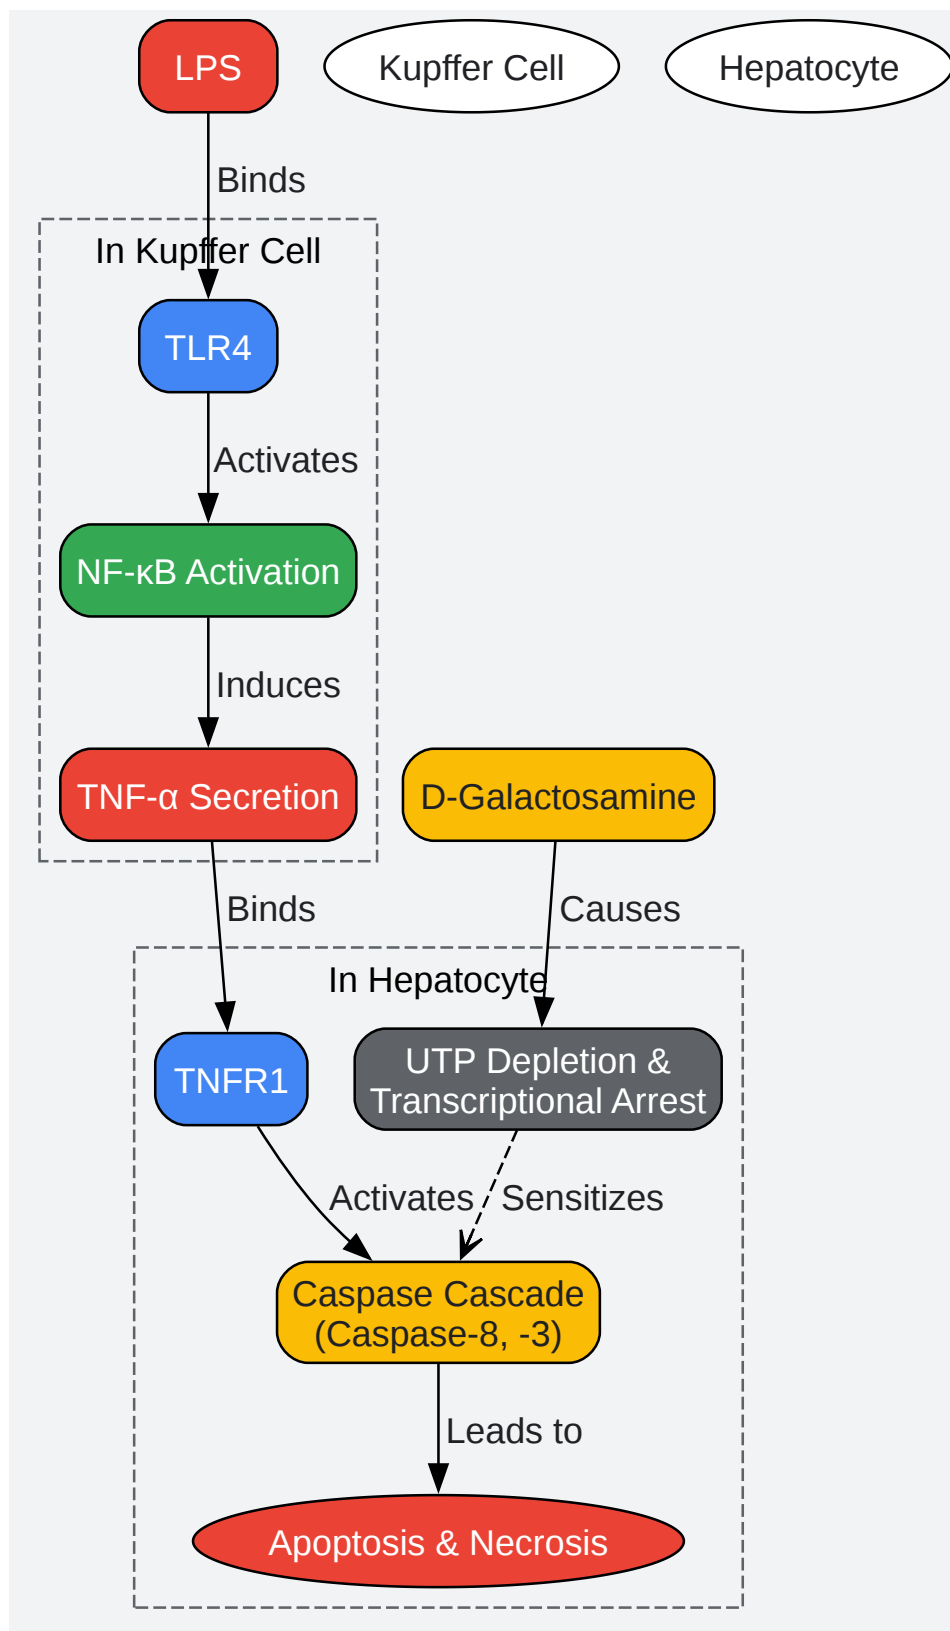 LPS
Kupffer Cell
Hepatocyte
Binds
In Kupffer Cell
TLR4
Activates
NF-κB Activation
Induces
TNF-α Secretion
D-Galactosamine
Binds
Causes
In Hepatocyte
TNFR1
UTP Depletion &
Transcriptional Arrest
Activates
Sensitizes
Caspase Cascade
(Caspase-8, -3)
Leads to
Apoptosis & Necrosis